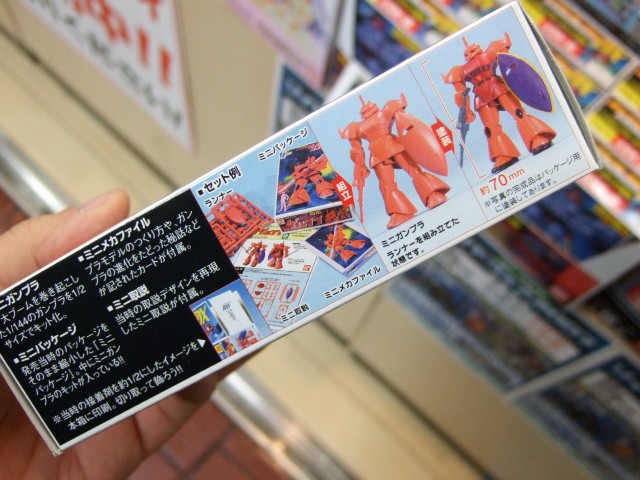 ミニガンプラ
大ブームを巻き起こし
た1/144のガンプラを1/2
サイズでキット化。
■ミニパッケージ
発売当時のパッケージを
そのまま縮小した「ミニ
パッケージ」。中にミニガン
プラのキットが入っている!!
■ミニメカファイル
プラモデルのつくり方や、ガン
プラの進化をたどった秘話など
が記されたカードが付属。
■ミニ取説
当時の取説デザインを再現
したミニ取説が付属。
※当時の接着剤を約1/2にしたイメージを▶
本箱に印刷。切り取って飾ろう!!
■セット例
ランナー
ミニパッケージ
ミニ取説
ミニメカファイル
組立
ミニガンプラ
ランナーを組み立てた
状態です。
塗装
約70mm
※写真の完成品はパッケージ用
に塗装してあります。